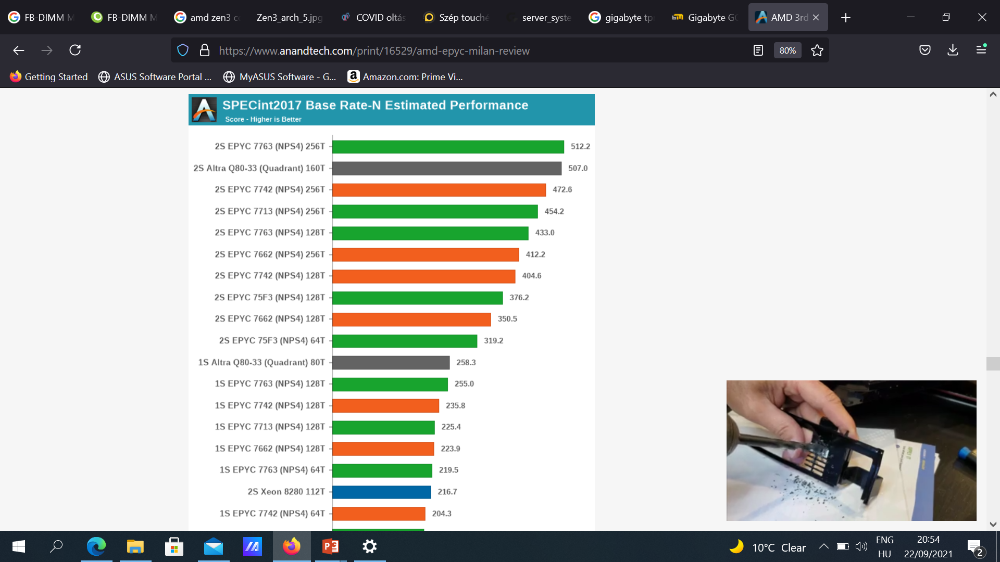 FB-DIMM M
FB-DIMM M
amd zen3 co
Zen3_arch_5.jpg
COVID oltás
Szép touché
server_syste
gigabyte tp
Gigabyte G
AMD 3rd
https://www.anandtech.com/print/16529/amd-epyc-milan-review
80%
Getting Started
ASUS Software Portal ...
MyASUS Software - G...
Amazon.com: Prime Vi...
SPECint2017 Base Rate-N Estimated Performance
Score - Higher is Better
2S EPYC 7763 (NPS4) 256T 512.2
2S Altra Q80-33 (Quadrant) 160T 507.0
2S EPYC 7742 (NPS4) 256T 472.6
2S EPYC 7713 (NPS4) 256T 454.2
2S EPYC 7763 (NPS4) 128T 433.0
2S EPYC 7662 (NPS4) 256T 412.2
2S EPYC 7742 (NPS4) 128T 404.6
2S EPYC 75F3 (NPS4) 128T 376.2
2S EPYC 7662 (NPS4) 128T 350.5
2S EPYC 75F3 (NPS4) 64T 319.2
1S Altra Q80-33 (Quadrant) 80T 258.3
1S EPYC 7763 (NPS4) 128T 255.0
1S EPYC 7742 (NPS4) 128T 235.8
1S EPYC 7713 (NPS4) 128T 225.4
1S EPYC 7662 (NPS4) 128T 223.9
1S EPYC 7763 (NPS4) 64T 219.5
2S Xeon 8280 112T 216.7
1S EPYC 7742 (NPS4) 64T 204.3
10°C Clear
ENG
HU
20:54
22/09/2021
2